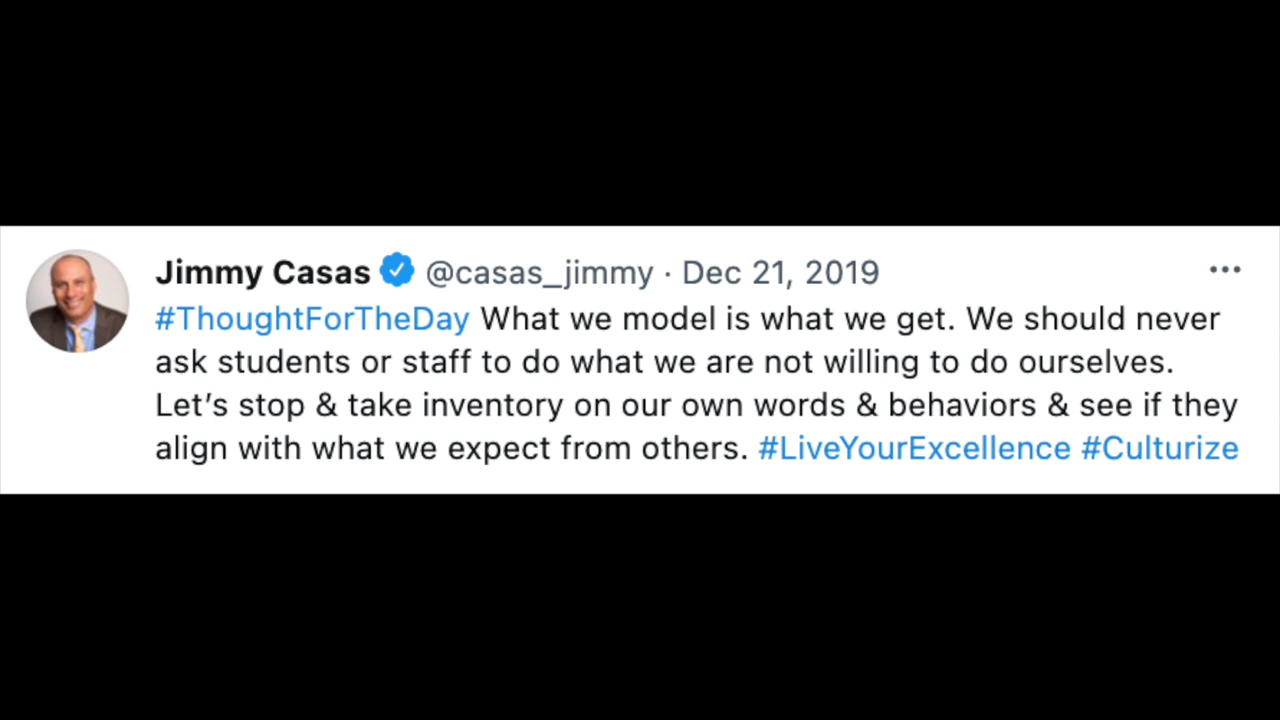 Jimmy Casas @casas_jimmy · Dec 21, 2019
#ThoughtForTheDay What we model is what we get. We should never
ask students or staff to do what we are not willing to do ourselves.
Let’s stop & take inventory on our own words & behaviors & see if they
align with what we expect from others. #LiveYourExcellence #Culturize